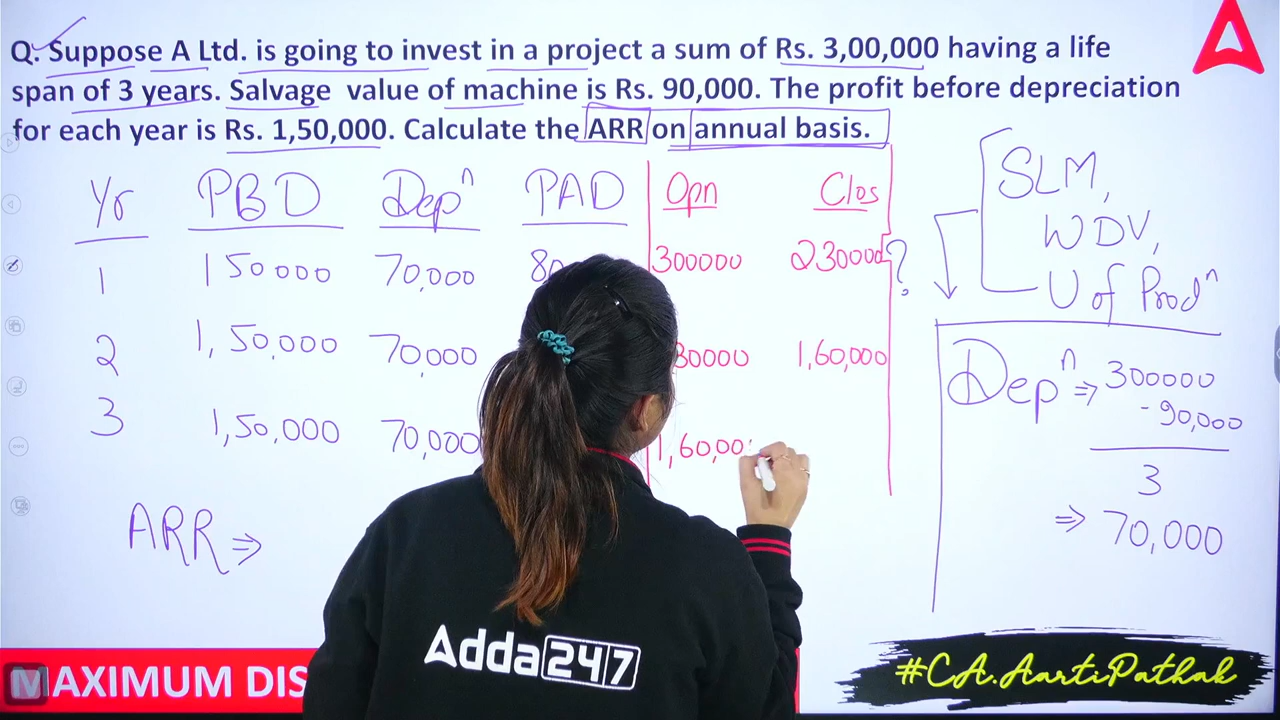 Q. Suppose A Ltd. is going to invest in a project a sum of Rs. 3,00,000 having a life
span of 3 years. Salvage value of machine is Rs. 90,000. The profit before depreciation
for each year is Rs. 1,50,000. Calculate the ARR on annual basis.
Yr PBD Depⁿ PAD Opn Clos
1 150000 70,000 80 300000 230000 ?
2 1,50,000 70,000 30000 1,60,000
3 1,50,000 70,000 1,60,00
ARR ⇒
SLM,
WDV,
U of Prodⁿ
Depⁿ ⇒ 300000
-90,000
3
⇒ 70,000
Adda247
MAXIMUM DIS
#CA.AartiPathak